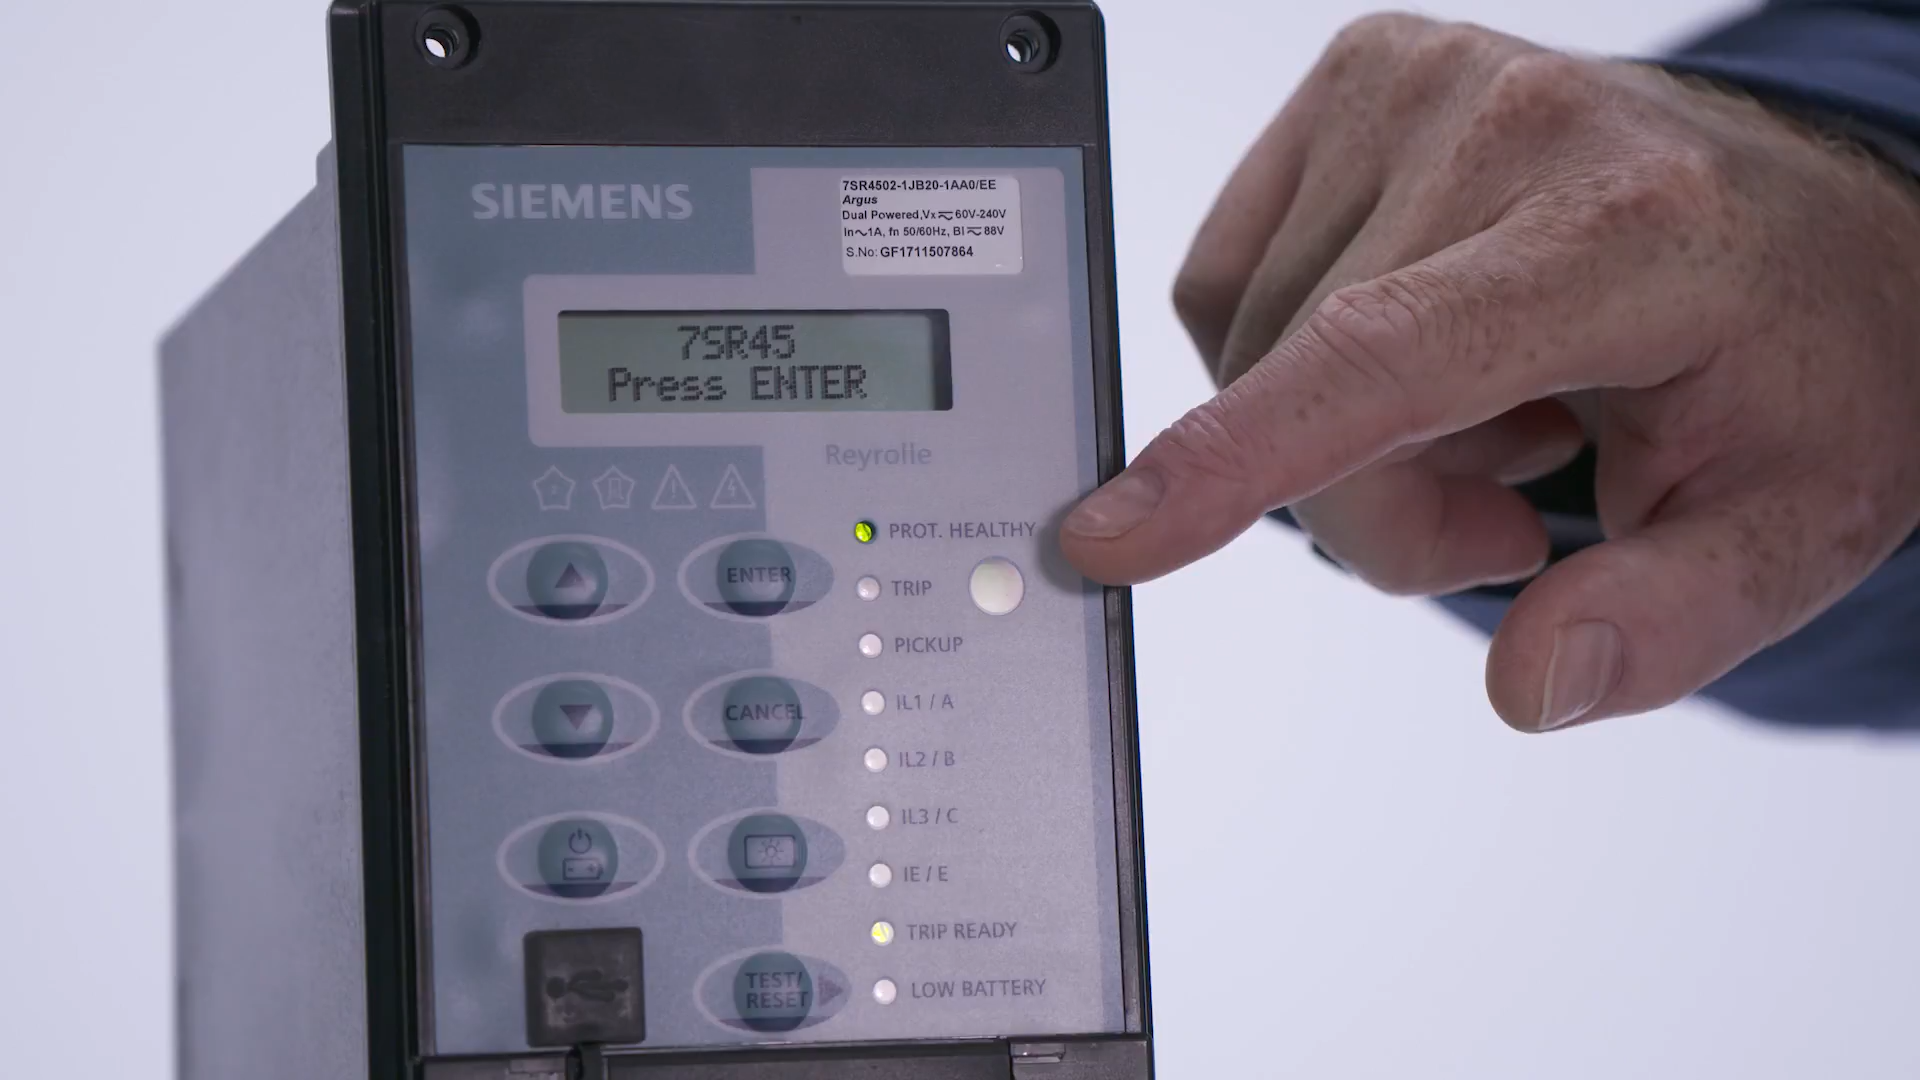 SIEMENS
7SR4502-1JB20-1AA0/EE
Argus
Dual Powered,Vx⎓60V-240V
In~1A, fn 50/60Hz, BI⎓88V
S.No: GF1711507864
7SR45
Press ENTER
Reyrolle
PROT. HEALTHY
ENTER
TRIP
PICKUP
IL1 / A
CANCEL
IL2 / B
IL3 / C
IE / E
TRIP READY
TEST/
RESET
LOW BATTERY